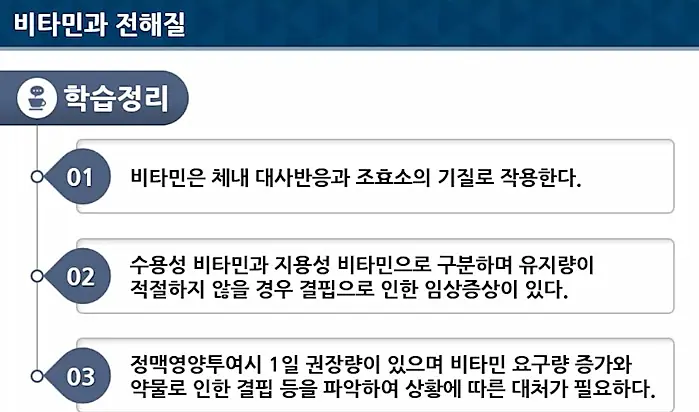 비타민과 전해질
학습정리
01
비타민은 체내 대사반응과 조효소의 기질로 작용한다.
02
수용성 비타민과 지용성 비타민으로 구분하며 유지량이
적절하지 않을 경우 결핍으로 인한 임상증상이 있다.
03
정맥영양투여시 1일 권장량이 있으며 비타민 요구량 증가와
약물로 인한 결핍 등을 파악하여 상황에 따른 대처가 필요하다.